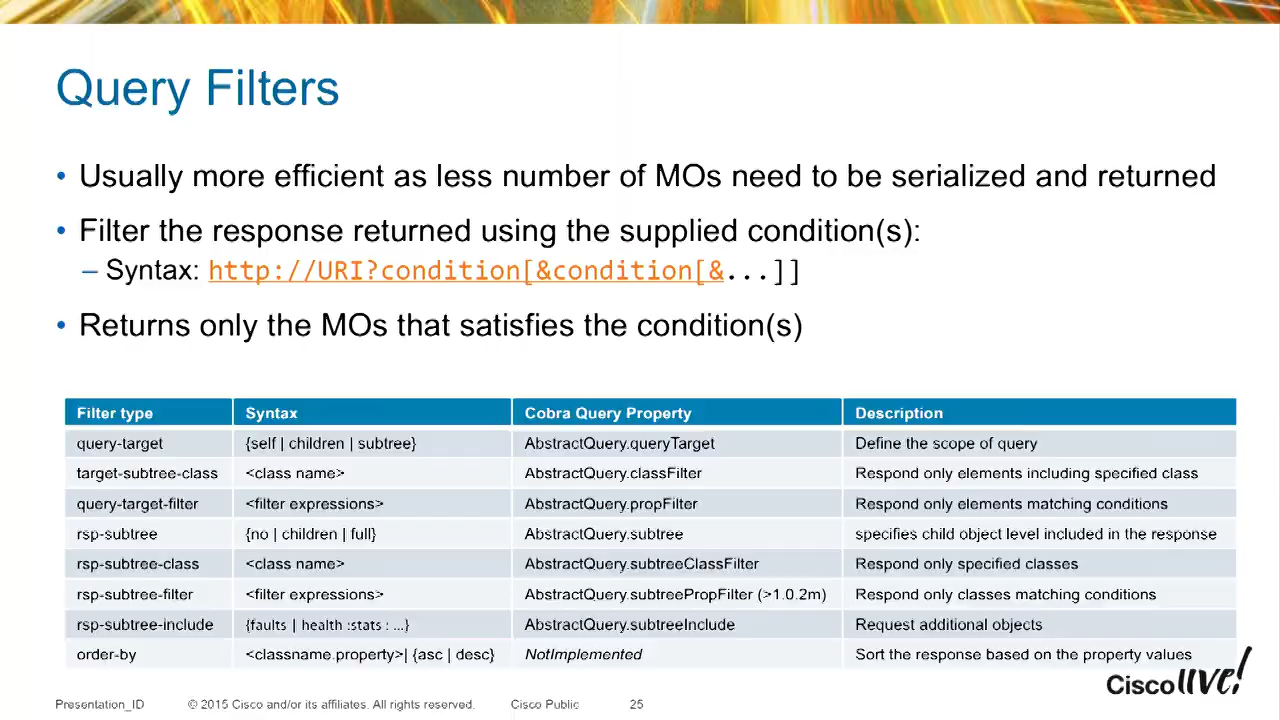 Query Filters
• Usually more efficient as less number of MOs need to be serialized and returned
• Filter the response returned using the supplied condition(s):
– Syntax: http://URI?condition[&condition[&...]]
• Returns only the MOs that satisfies the condition(s)
Filter type Syntax Cobra Query Property Description
query-target {self | children | subtree} AbstractQuery.queryTarget Define the scope of query
target-subtree-class <class name> AbstractQuery.classFilter Respond only elements including specified class
query-target-filter <filter expressions> AbstractQuery.propFilter Respond only elements matching conditions
rsp-subtree {no | children | full} AbstractQuery.subtree specifies child object level included in the response
rsp-subtree-class <class name> AbstractQuery.subtreeClassFilter Respond only specified classes
rsp-subtree-filter <filter expressions> AbstractQuery.subtreePropFilter (>1.0.2m) Respond only classes matching conditions
rsp-subtree-include {faults | health :stats : ...} AbstractQuery.subtreeInclude Request additional objects
order-by <classname.property>| {asc | desc} NotImplemented Sort the response based on the property values
Presentation_ID © 2015 Cisco and/or its affiliates. All rights reserved. Cisco Public 25
Cisco live!